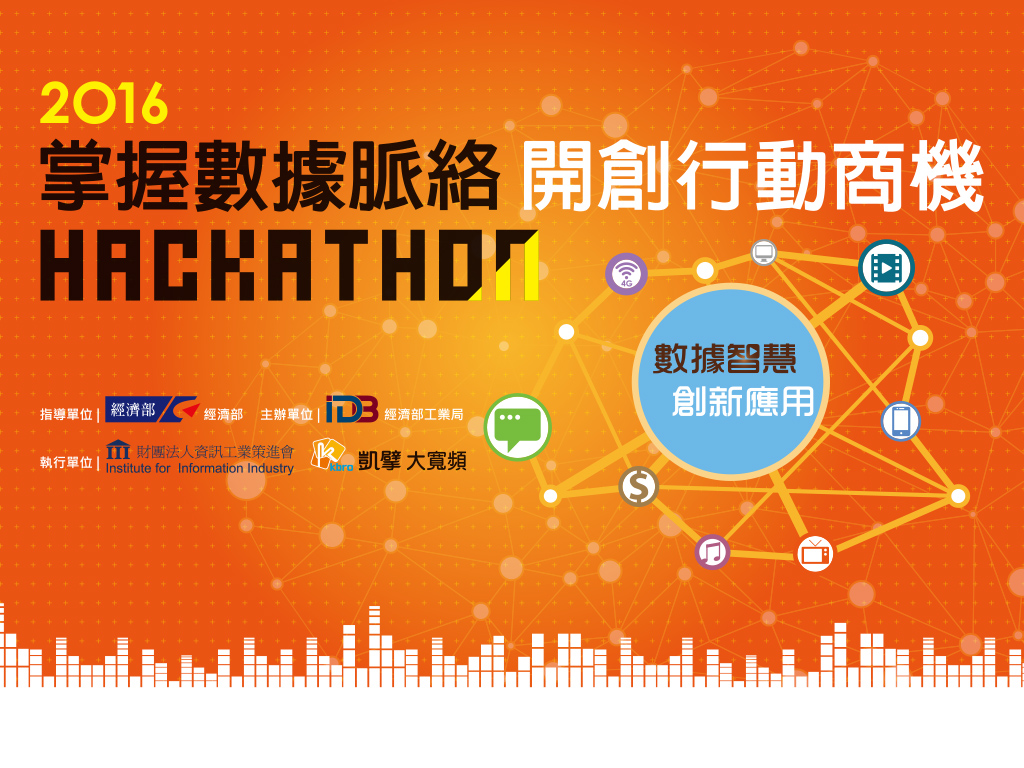 2016
掌握數據脈絡 開創行動商機
HACKATHON
4G
數據智慧
創新應用
指導單位 | 經濟部 經濟部 主辦單位 | IDB 經濟部工業局
執行單位 | 財團法人資訊工業策進會 Institute for Information Industry kbro 凱擘 大寬頻